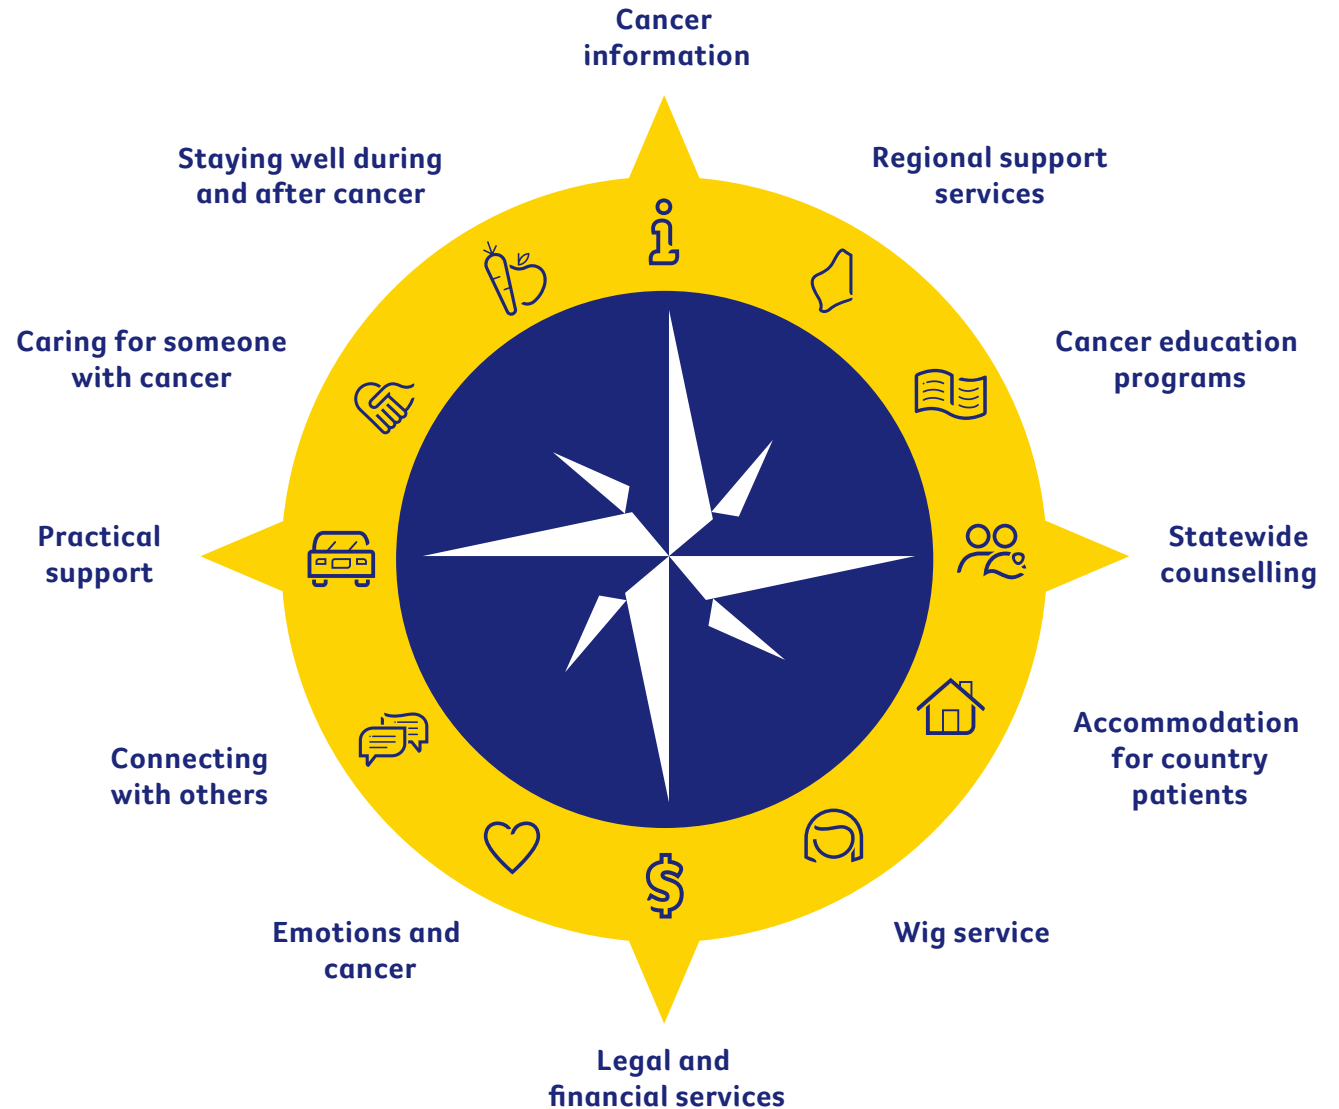 Cancer
information
Regional support
services
Cancer education
programs
Statewide
counselling
Accommodation
for country
patients
Wig service
Legal and
financial services
Emotions and
cancer
Connecting
with others
Practical
support
Caring for someone
with cancer
Staying well during
and after cancer
i
$